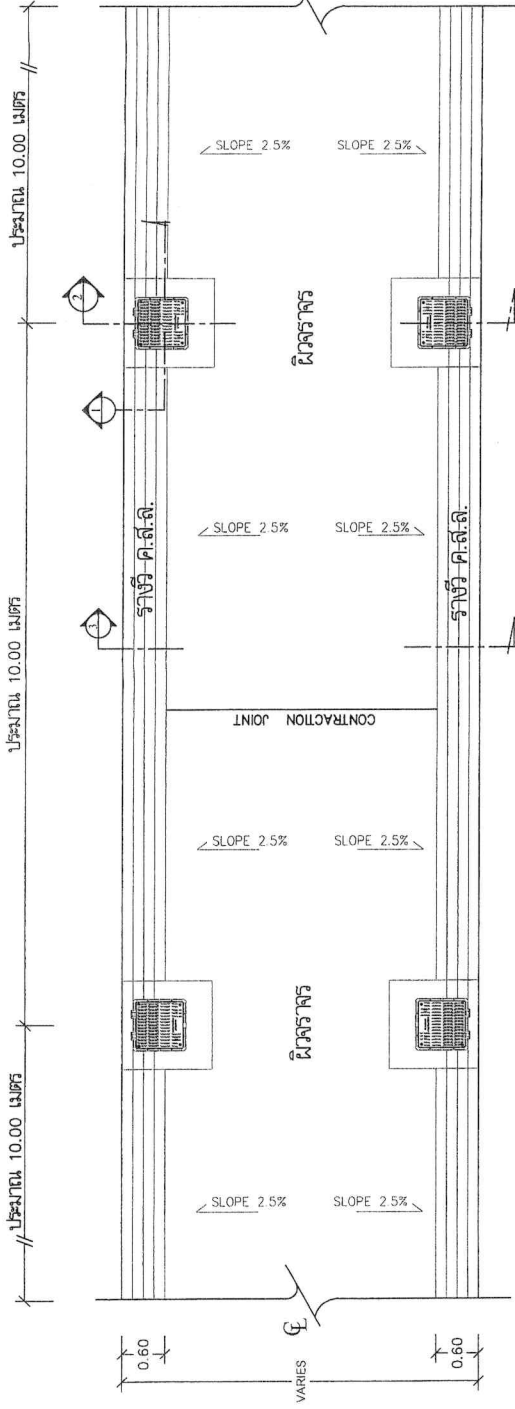 ประมาณ 10.00 เมตร
ประมาณ 10.00 เมตร
ประมาณ 10.00 เมตร
2
1
3
รางวี ค.ส.ล.
SLOPE 2.5%
SLOPE 2.5%
SLOPE 2.5%
SLOPE 2.5%
ผิวจราจร
CONTRACTION JOINT
ผิวจราจร
SLOPE 2.5%
SLOPE 2.5%
SLOPE 2.5%
SLOPE 2.5%
รางวี ค.ส.ล.
0.60
VARIES
0.60
CL